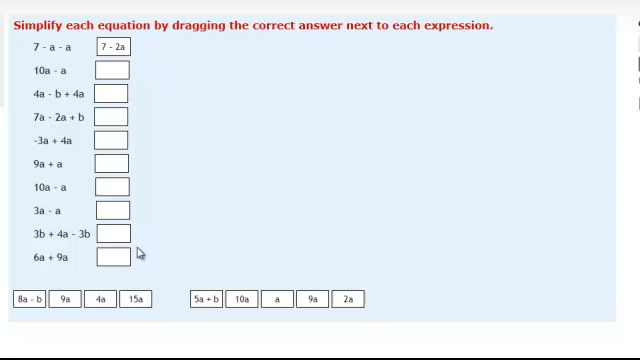 Simplify each equation by dragging the correct answer next to each expression.
7 - a - a 7 - 2a
10a - a
4a - b + 4a
7a - 2a + b
-3a + 4a
9a + a
10a - a
3a - a
3b + 4a - 3b
6a + 9a
8a - b 9a 4a 15a 5a + b 10a a 9a 2a